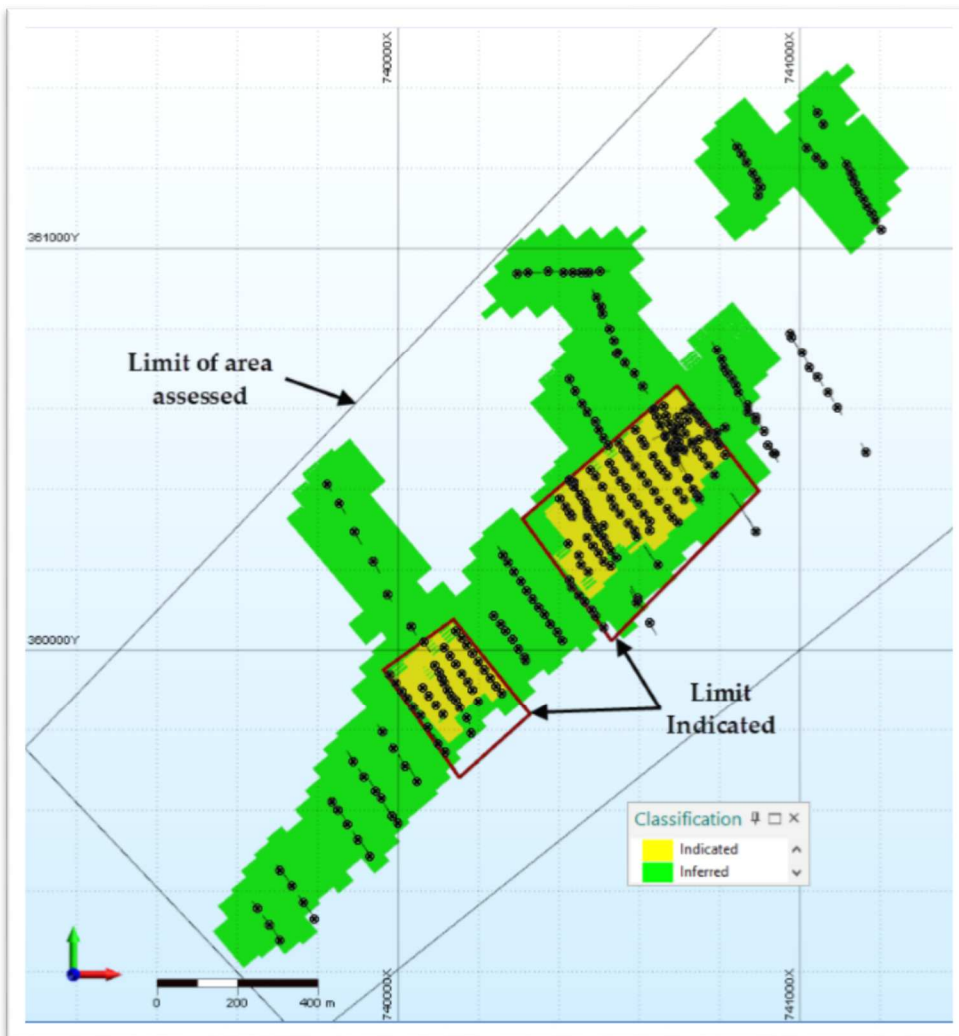 740000X
741000X
361000Y
Limit of area
assessed
360000Y
Limit
Indicated
Classification
Indicated
Inferred
0 200 400 m
740000X
741000X